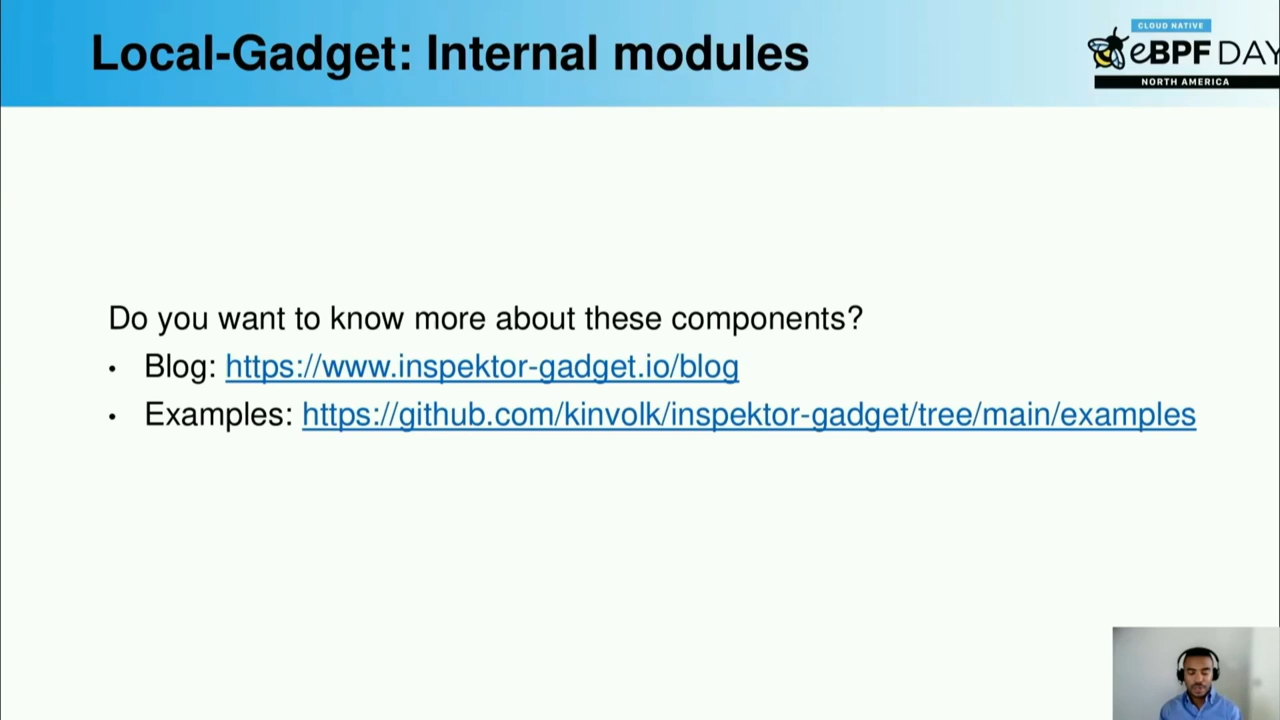 Local-Gadget: Internal modules
CLOUD NATIVE
eBPF DAY
NORTH AMERICA
Do you want to know more about these components?
• Blog: https://www.inspektor-gadget.io/blog
• Examples: https://github.com/kinvolk/inspektor-gadget/tree/main/examples